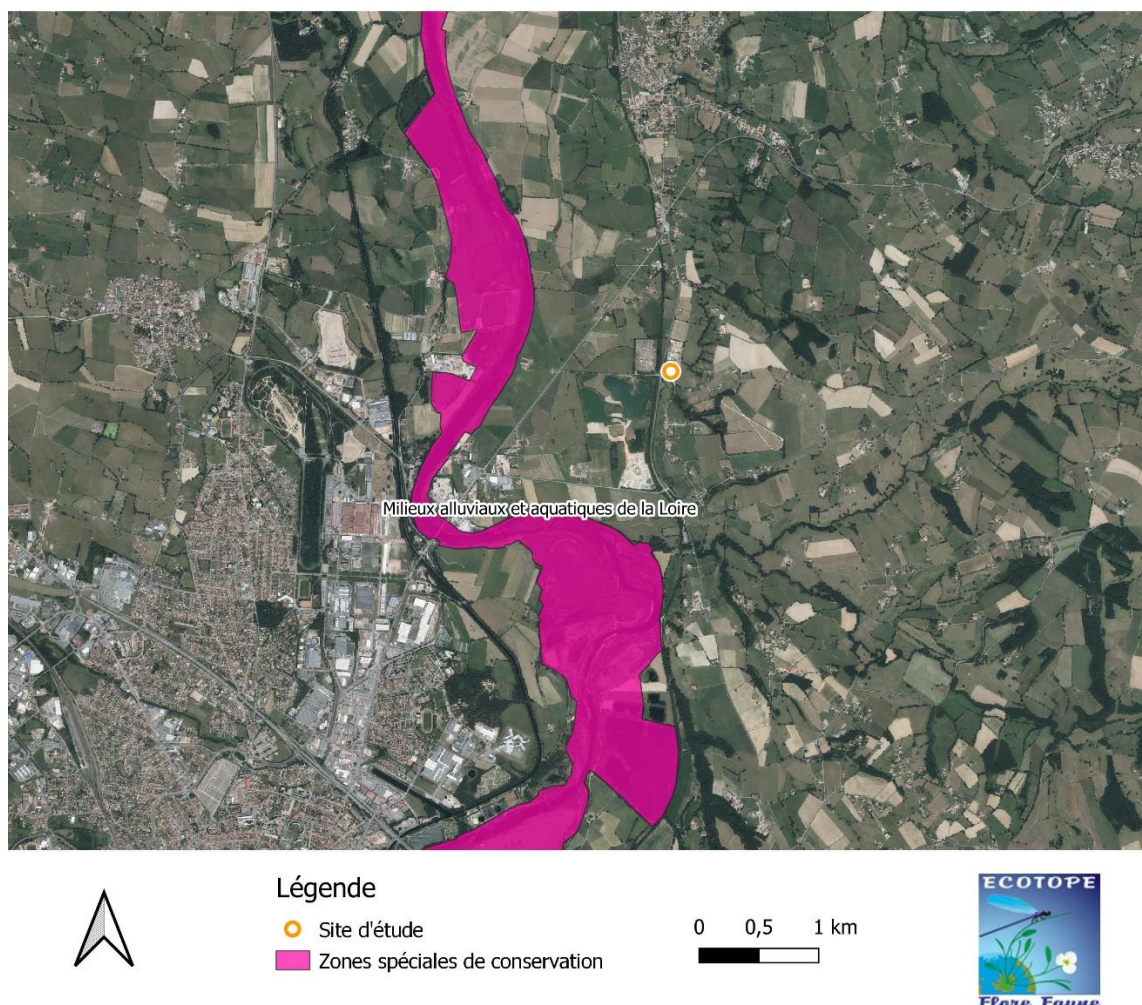 Milieux alluviaux et aquatiques de la Loire
Légende
Site d'étude
Zones spéciales de conservation
0 0,5 1 km
ECOTOPE
Flore Faune